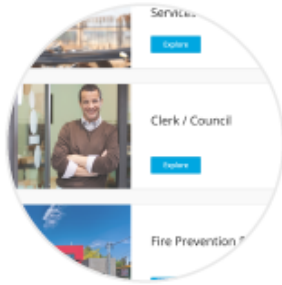 Services
Explore
Clerk / Council
Explore
Fire Prevention